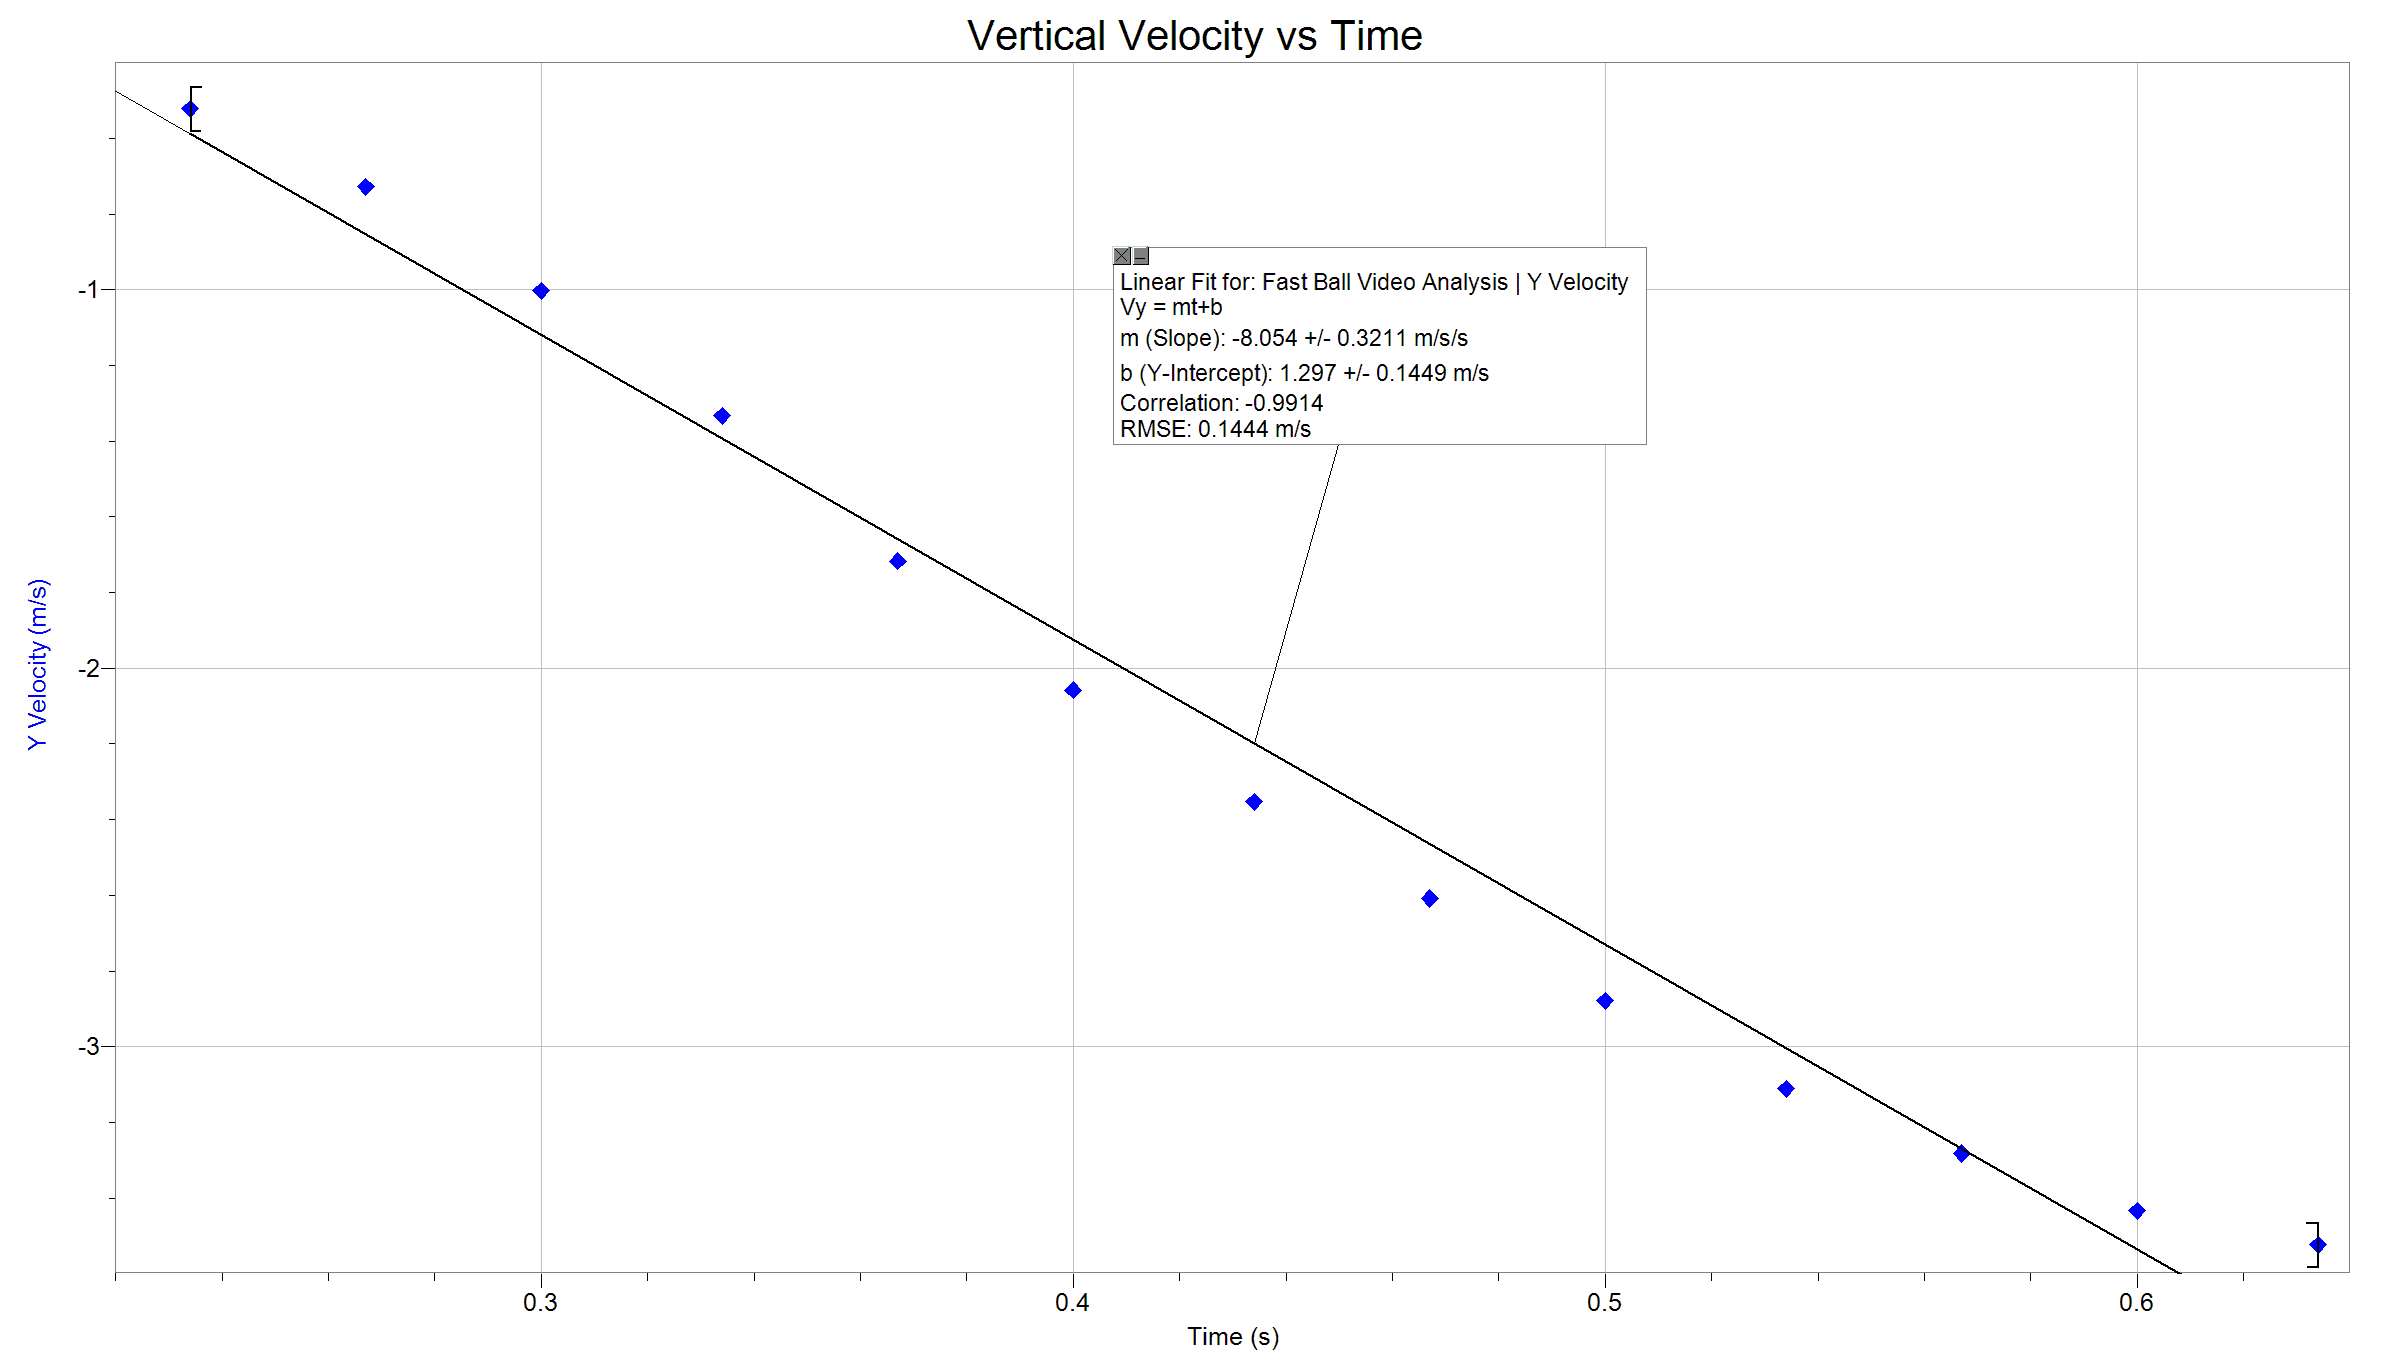 Vertical Velocity vs Time
Linear Fit for: Fast Ball Video Analysis | Y Velocity
Vy = mt+b
m (Slope): -8.054 +/- 0.3211 m/s/s
b (Y-Intercept): 1.297 +/- 0.1449 m/s
Correlation: -0.9914
RMSE: 0.1444 m/s
Y Velocity (m/s)
-1
-2
-3
0.3
0.4
0.5
0.6
Time (s)